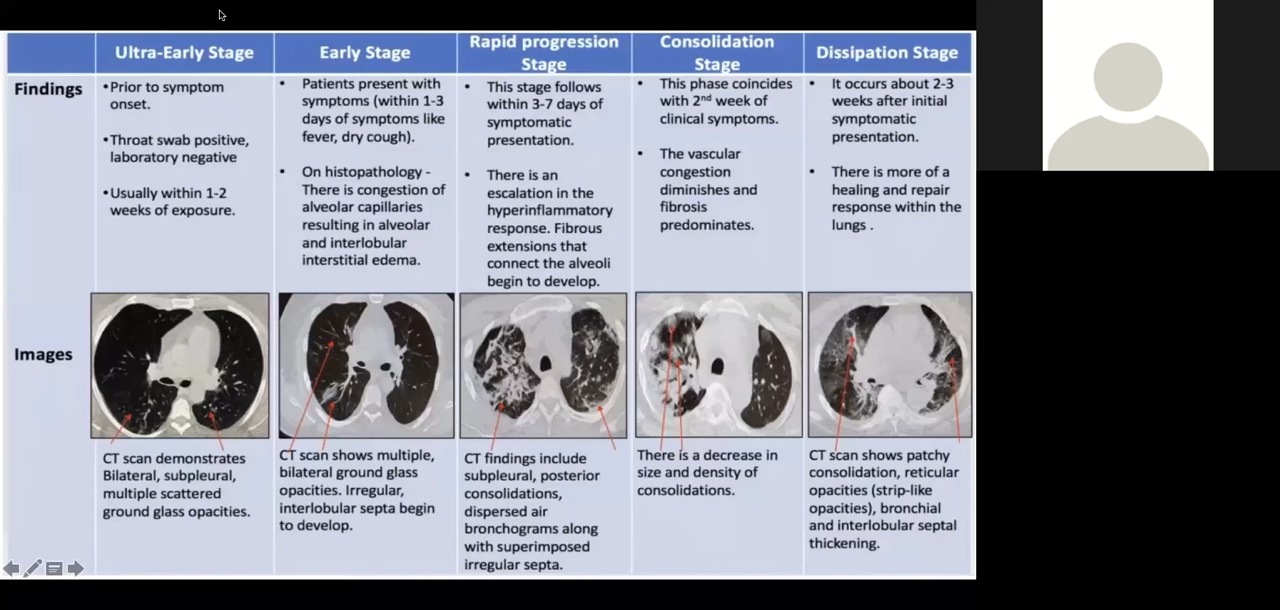 Ultra-Early Stage
Early Stage
Rapid progression
Stage
Consolidation
Stage
Dissipation Stage
Findings
•Prior to symptom
onset.
•Throat swab positive,
laboratory negative
•Usually within 1-2
weeks of exposure.
• Patients present with
symptoms (within 1-3
days of symptoms like
fever, dry cough).
• On histopathology -
There is congestion of
alveolar capillaries
resulting in alveolar
and interlobular
interstitial edema.
• This stage follows
within 3-7 days of
symptomatic
presentation.
• There is an
escalation in the
hyperinflammatory
response. Fibrous
extensions that
connect the alveoli
begin to develop.
• This phase coincides
with 2nd week of
clinical symptoms.
• The vascular
congestion
diminishes and
fibrosis
predominates.
• It occurs about 2-3
weeks after initial
symptomatic
presentation.
• There is more of a
healing and repair
response within the
lungs .
Images
CT scan demonstrates
Bilateral, subpleural,
multiple scattered
ground glass opacities.
CT scan shows multiple,
bilateral ground glass
opacities. Irregular,
interlobular septa begin
to develop.
CT findings include
subpleural, posterior
consolidations,
dispersed air
bronchograms along
with superimposed
irregular septa.
There is a decrease in
size and density of
consolidations.
CT scan shows patchy
consolidation, reticular
opacities (strip-like
opacities), bronchial
and interlobular septal
thickening.